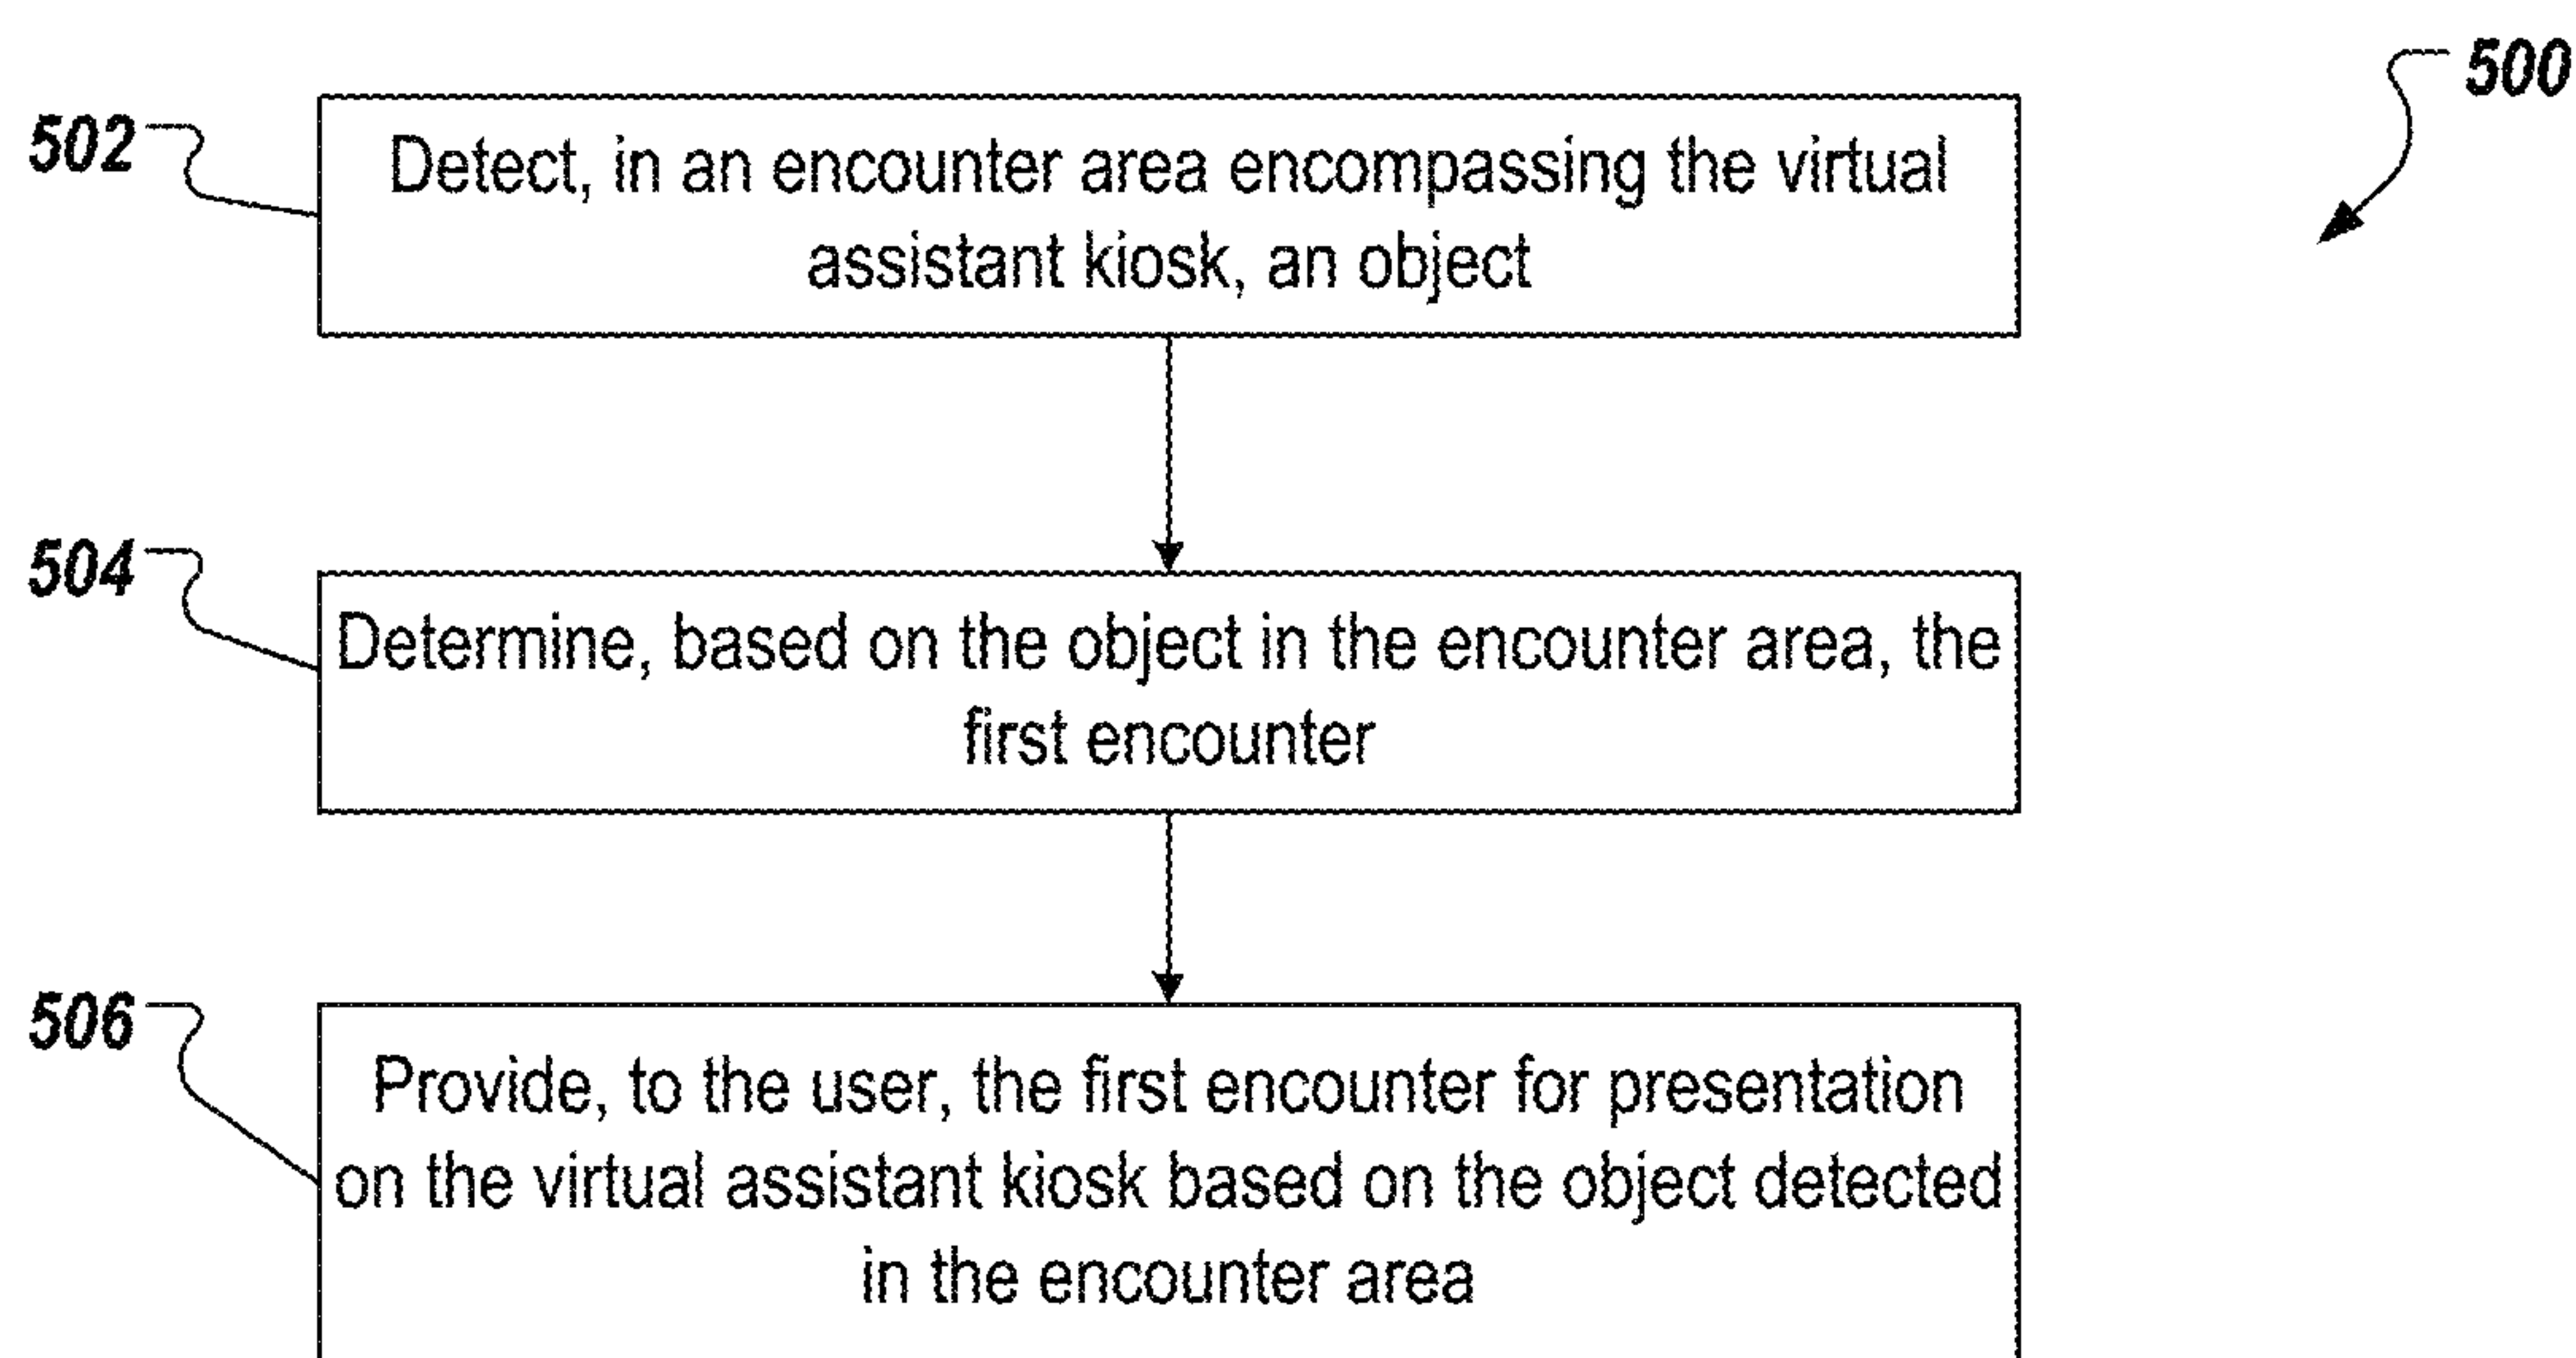 500
502
Detect, in an encounter area encompassing the virtual
assistant kiosk, an object
504
Determine, based on the object in the encounter area, the
first encounter
506
Provide, to the user, the first encounter for presentation
on the virtual assistant kiosk based on the object detected
in the encounter area